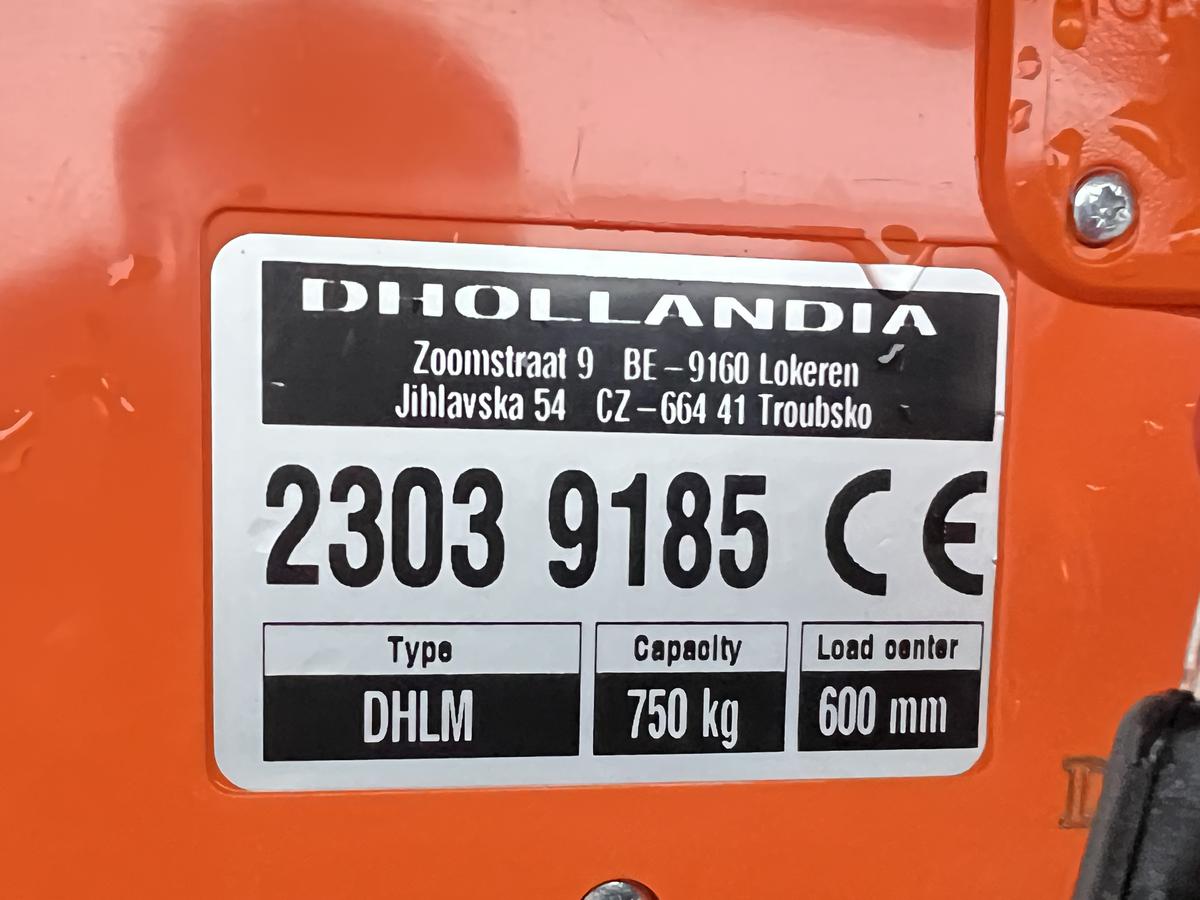 DHOLLANDIA
Zoomstraat 9 BE – 9160 Lokeren
Jihlavska 54 CZ – 664 41 Troubsko
2303 9185 CE
Type Capacity Load center
DHLM 750 kg 600 mm